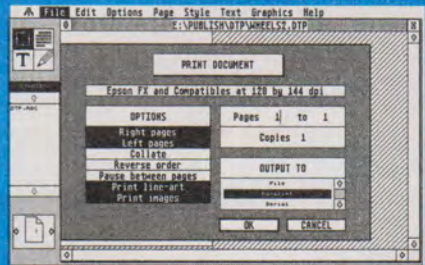 File Edit Options Page Style Text Graphics Help
E:\PUBLISH\DTP\WHEELS2.DTP
T
PRINT DOCUMENT
Epson FX and Compatibles at 120 by 144 dpi
OPTIONS
Right pages
Left pages
Collate
Reverse order
Pause between pages
Print line-art
Print images
Pages 1 to 1
Copies 1
OUTPUT TO
File
Parallel
Serial
OK CANCEL